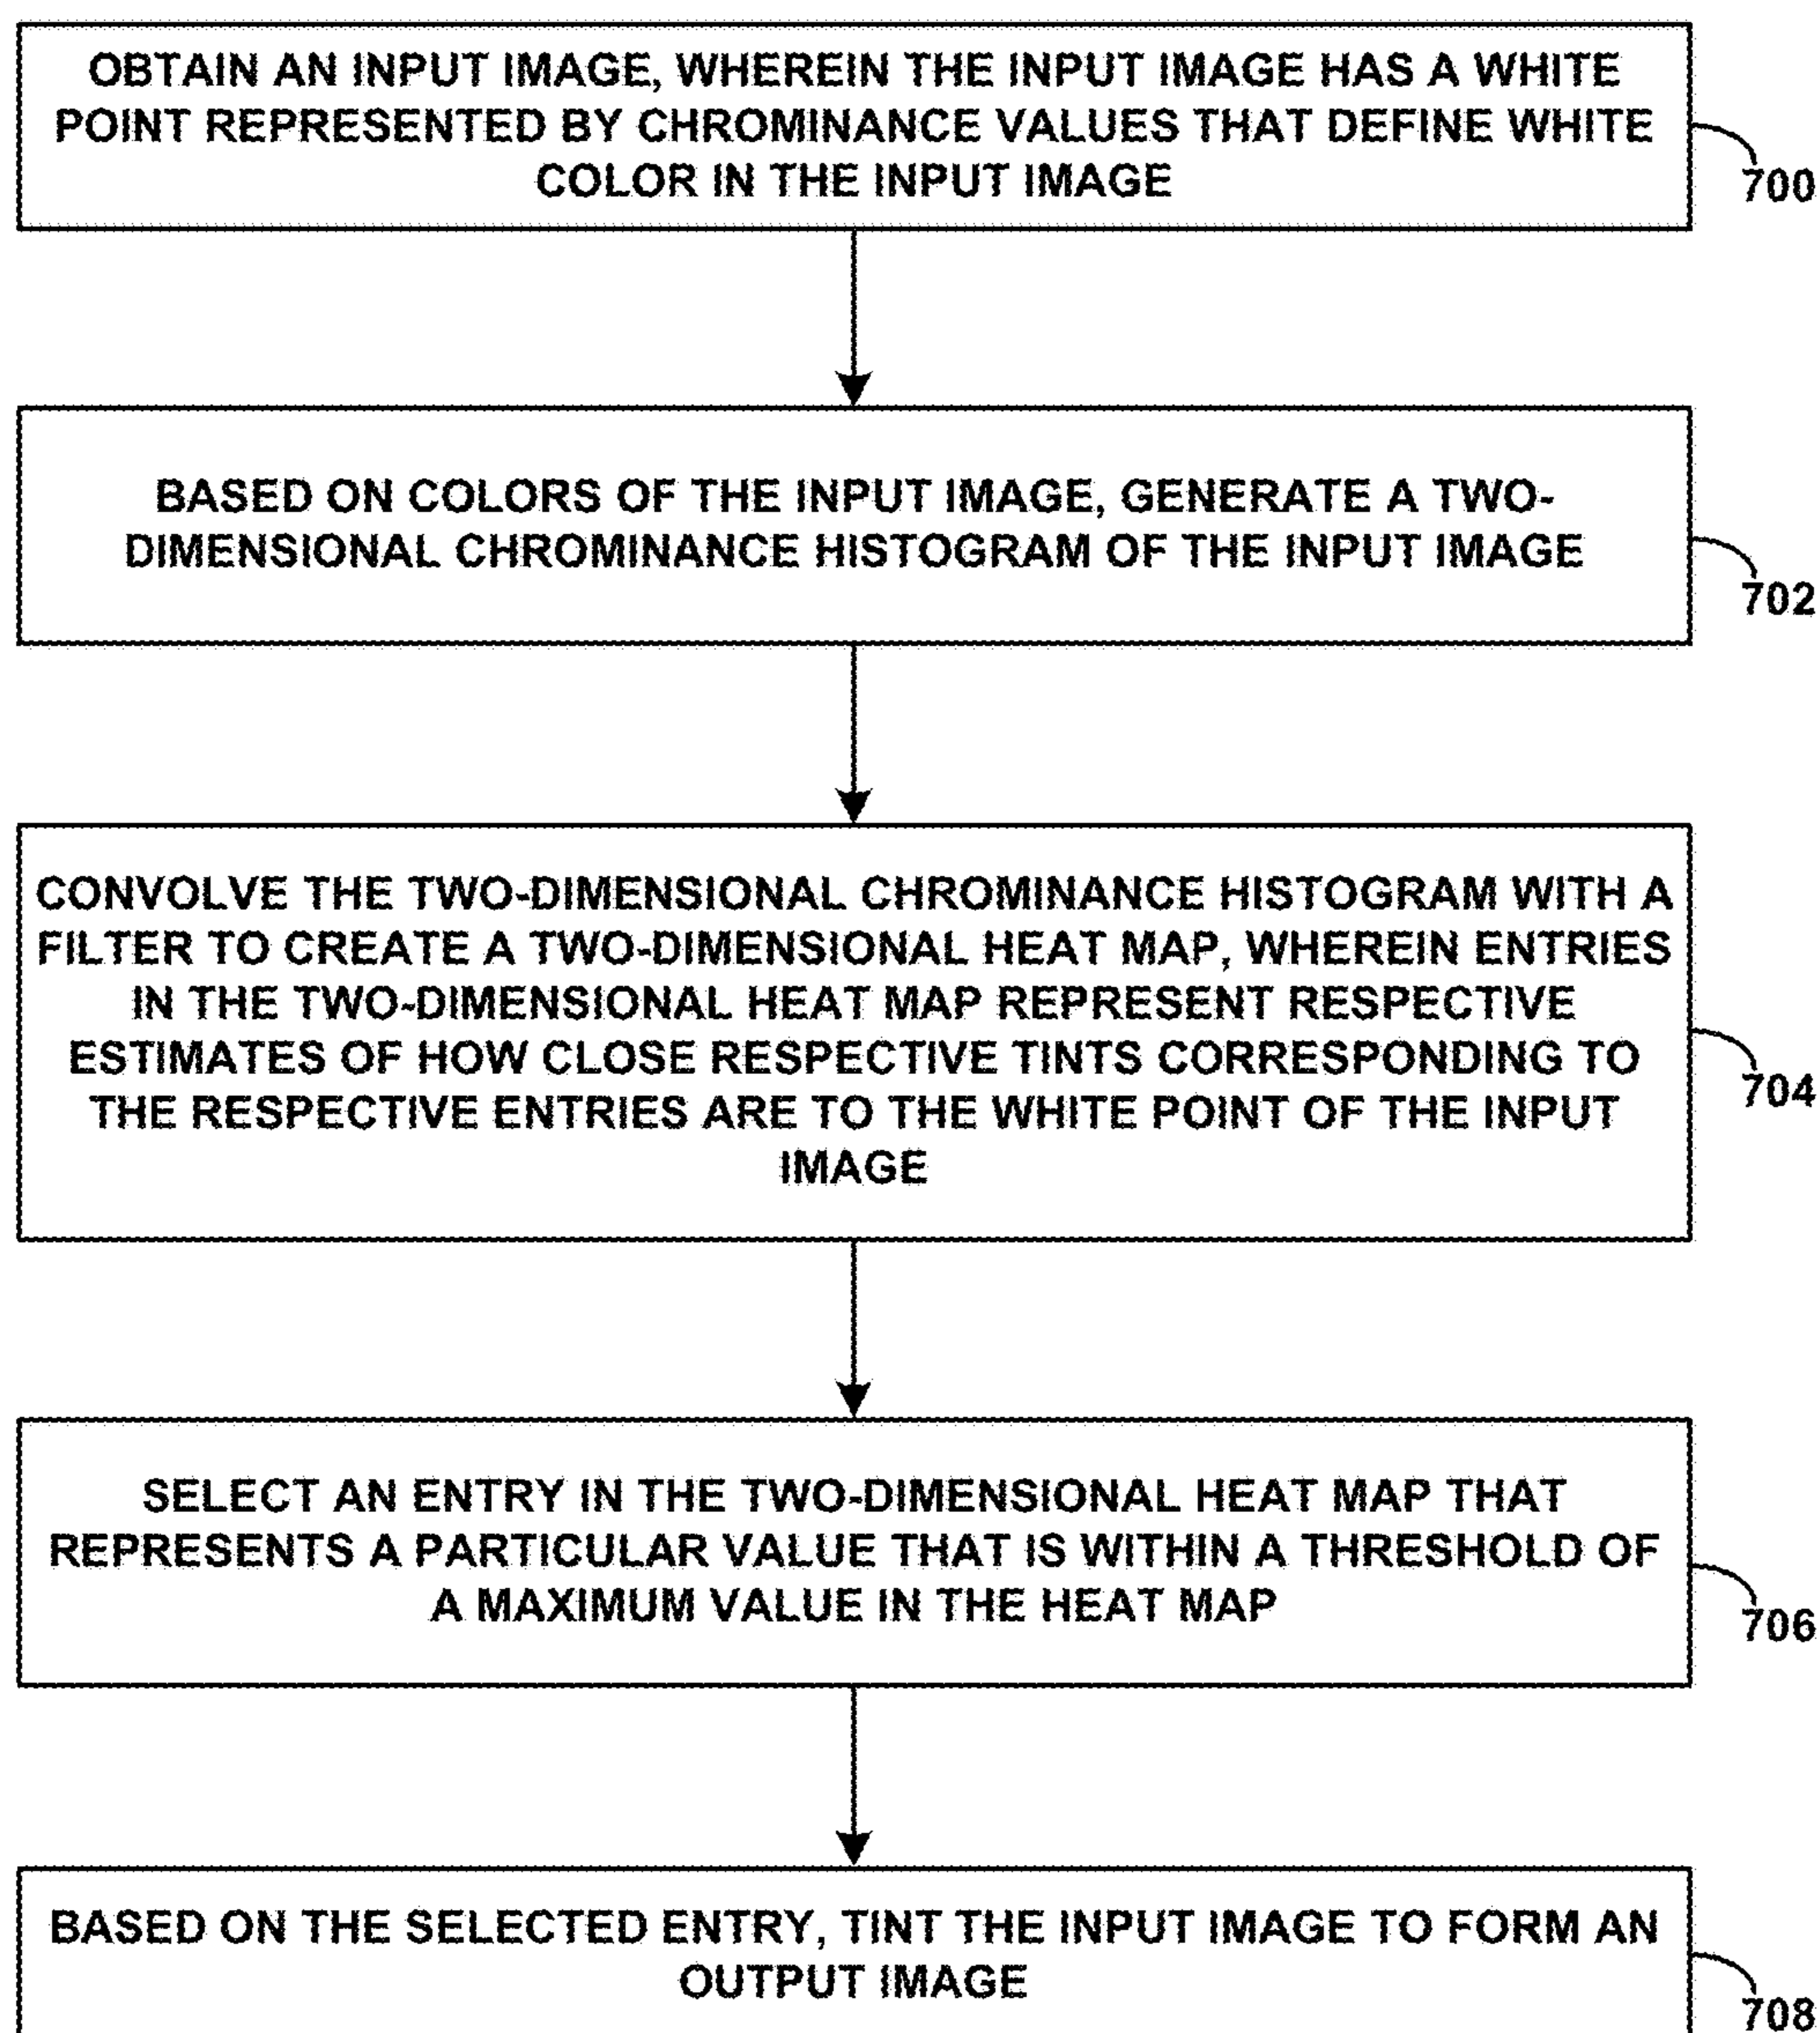 OBTAIN AN INPUT IMAGE, WHEREIN THE INPUT IMAGE HAS A WHITE
POINT REPRESENTED BY CHROMINANCE VALUES THAT DEFINE WHITE
COLOR IN THE INPUT IMAGE
700
BASED ON COLORS OF THE INPUT IMAGE, GENERATE A TWO-
DIMENSIONAL CHROMINANCE HISTOGRAM OF THE INPUT IMAGE
702
CONVOLVE THE TWO-DIMENSIONAL CHROMINANCE HISTOGRAM WITH A
FILTER TO CREATE A TWO-DIMENSIONAL HEAT MAP, WHEREIN ENTRIES
IN THE TWO-DIMENSIONAL HEAT MAP REPRESENT RESPECTIVE
ESTIMATES OF HOW CLOSE RESPECTIVE TINTS CORRESPONDING TO
THE RESPECTIVE ENTRIES ARE TO THE WHITE POINT OF THE INPUT
IMAGE
704
SELECT AN ENTRY IN THE TWO-DIMENSIONAL HEAT MAP THAT
REPRESENTS A PARTICULAR VALUE THAT IS WITHIN A THRESHOLD OF
A MAXIMUM VALUE IN THE HEAT MAP
706
BASED ON THE SELECTED ENTRY, TINT THE INPUT IMAGE TO FORM AN
OUTPUT IMAGE
708